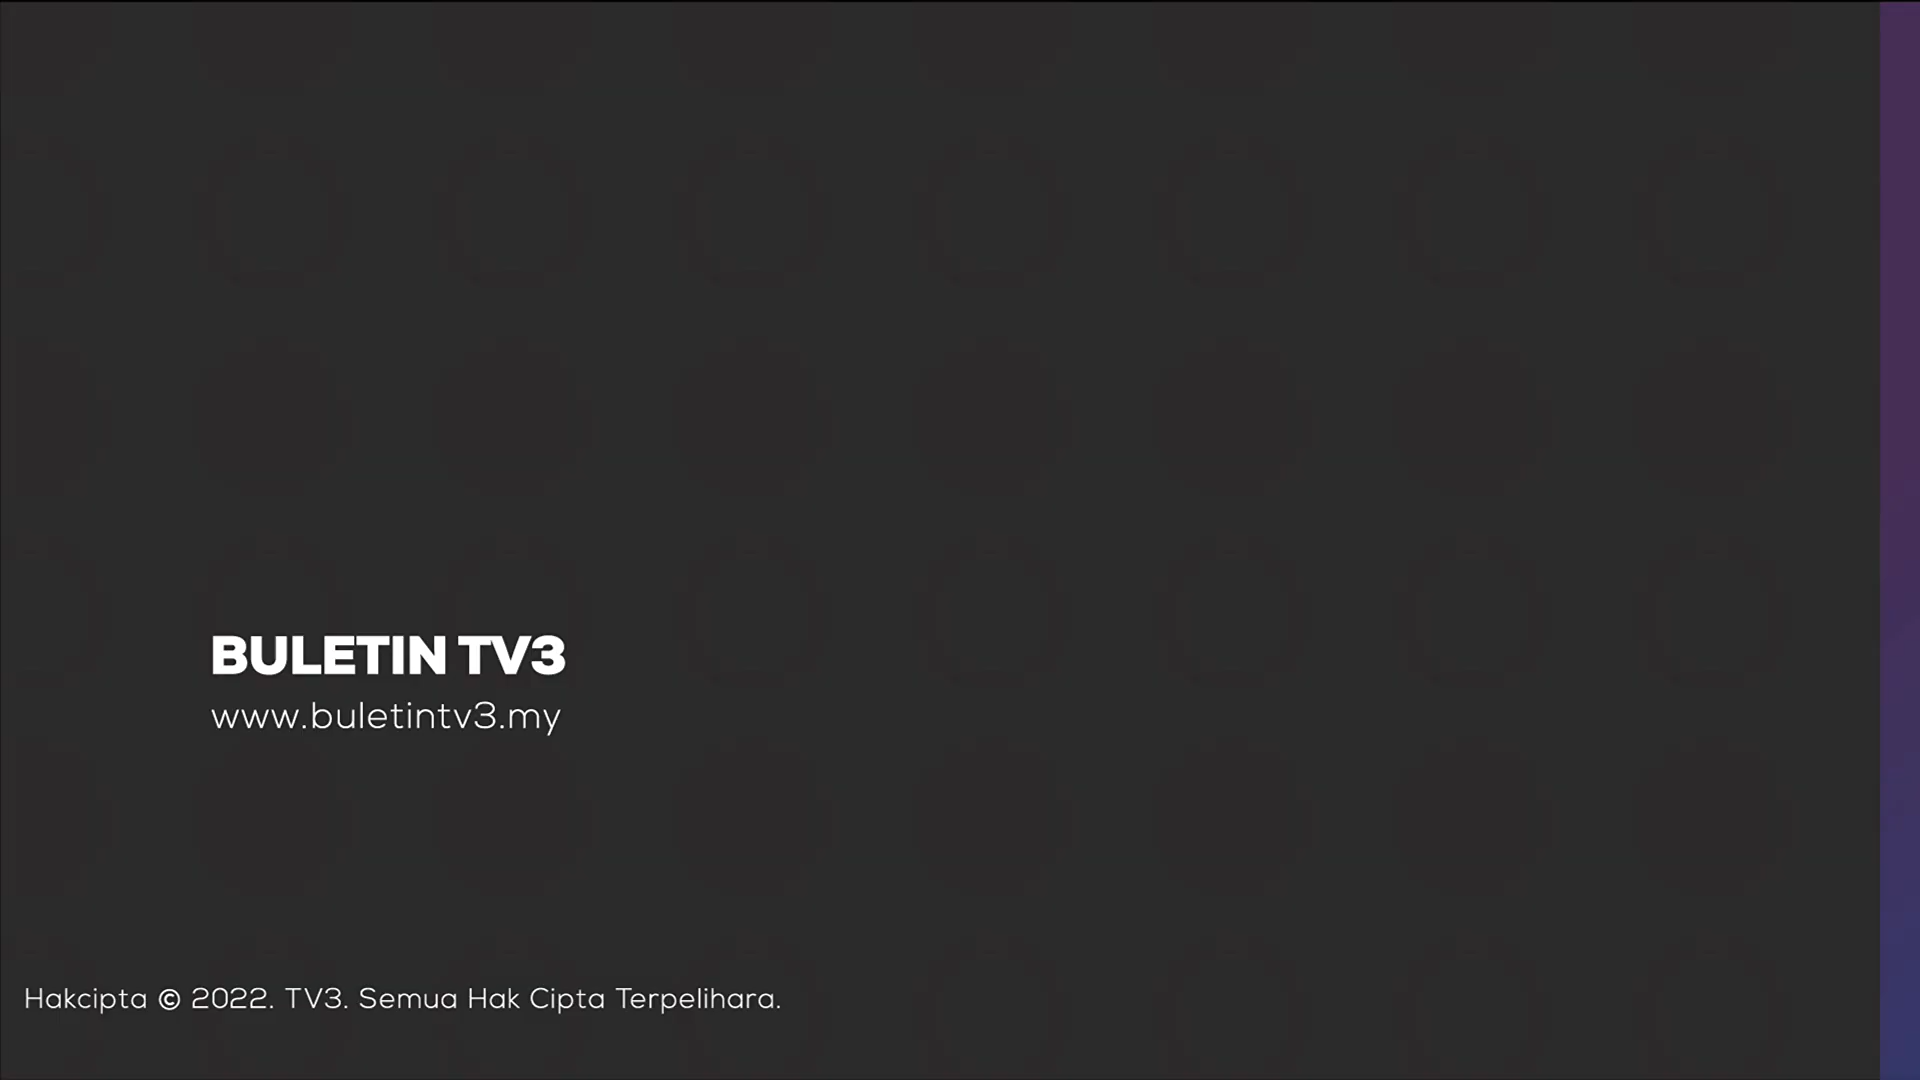 BULETIN TV3
www.buletintv3.my
Hakcipta © 2022. TV3. Semua Hak Cipta Terpelihara.